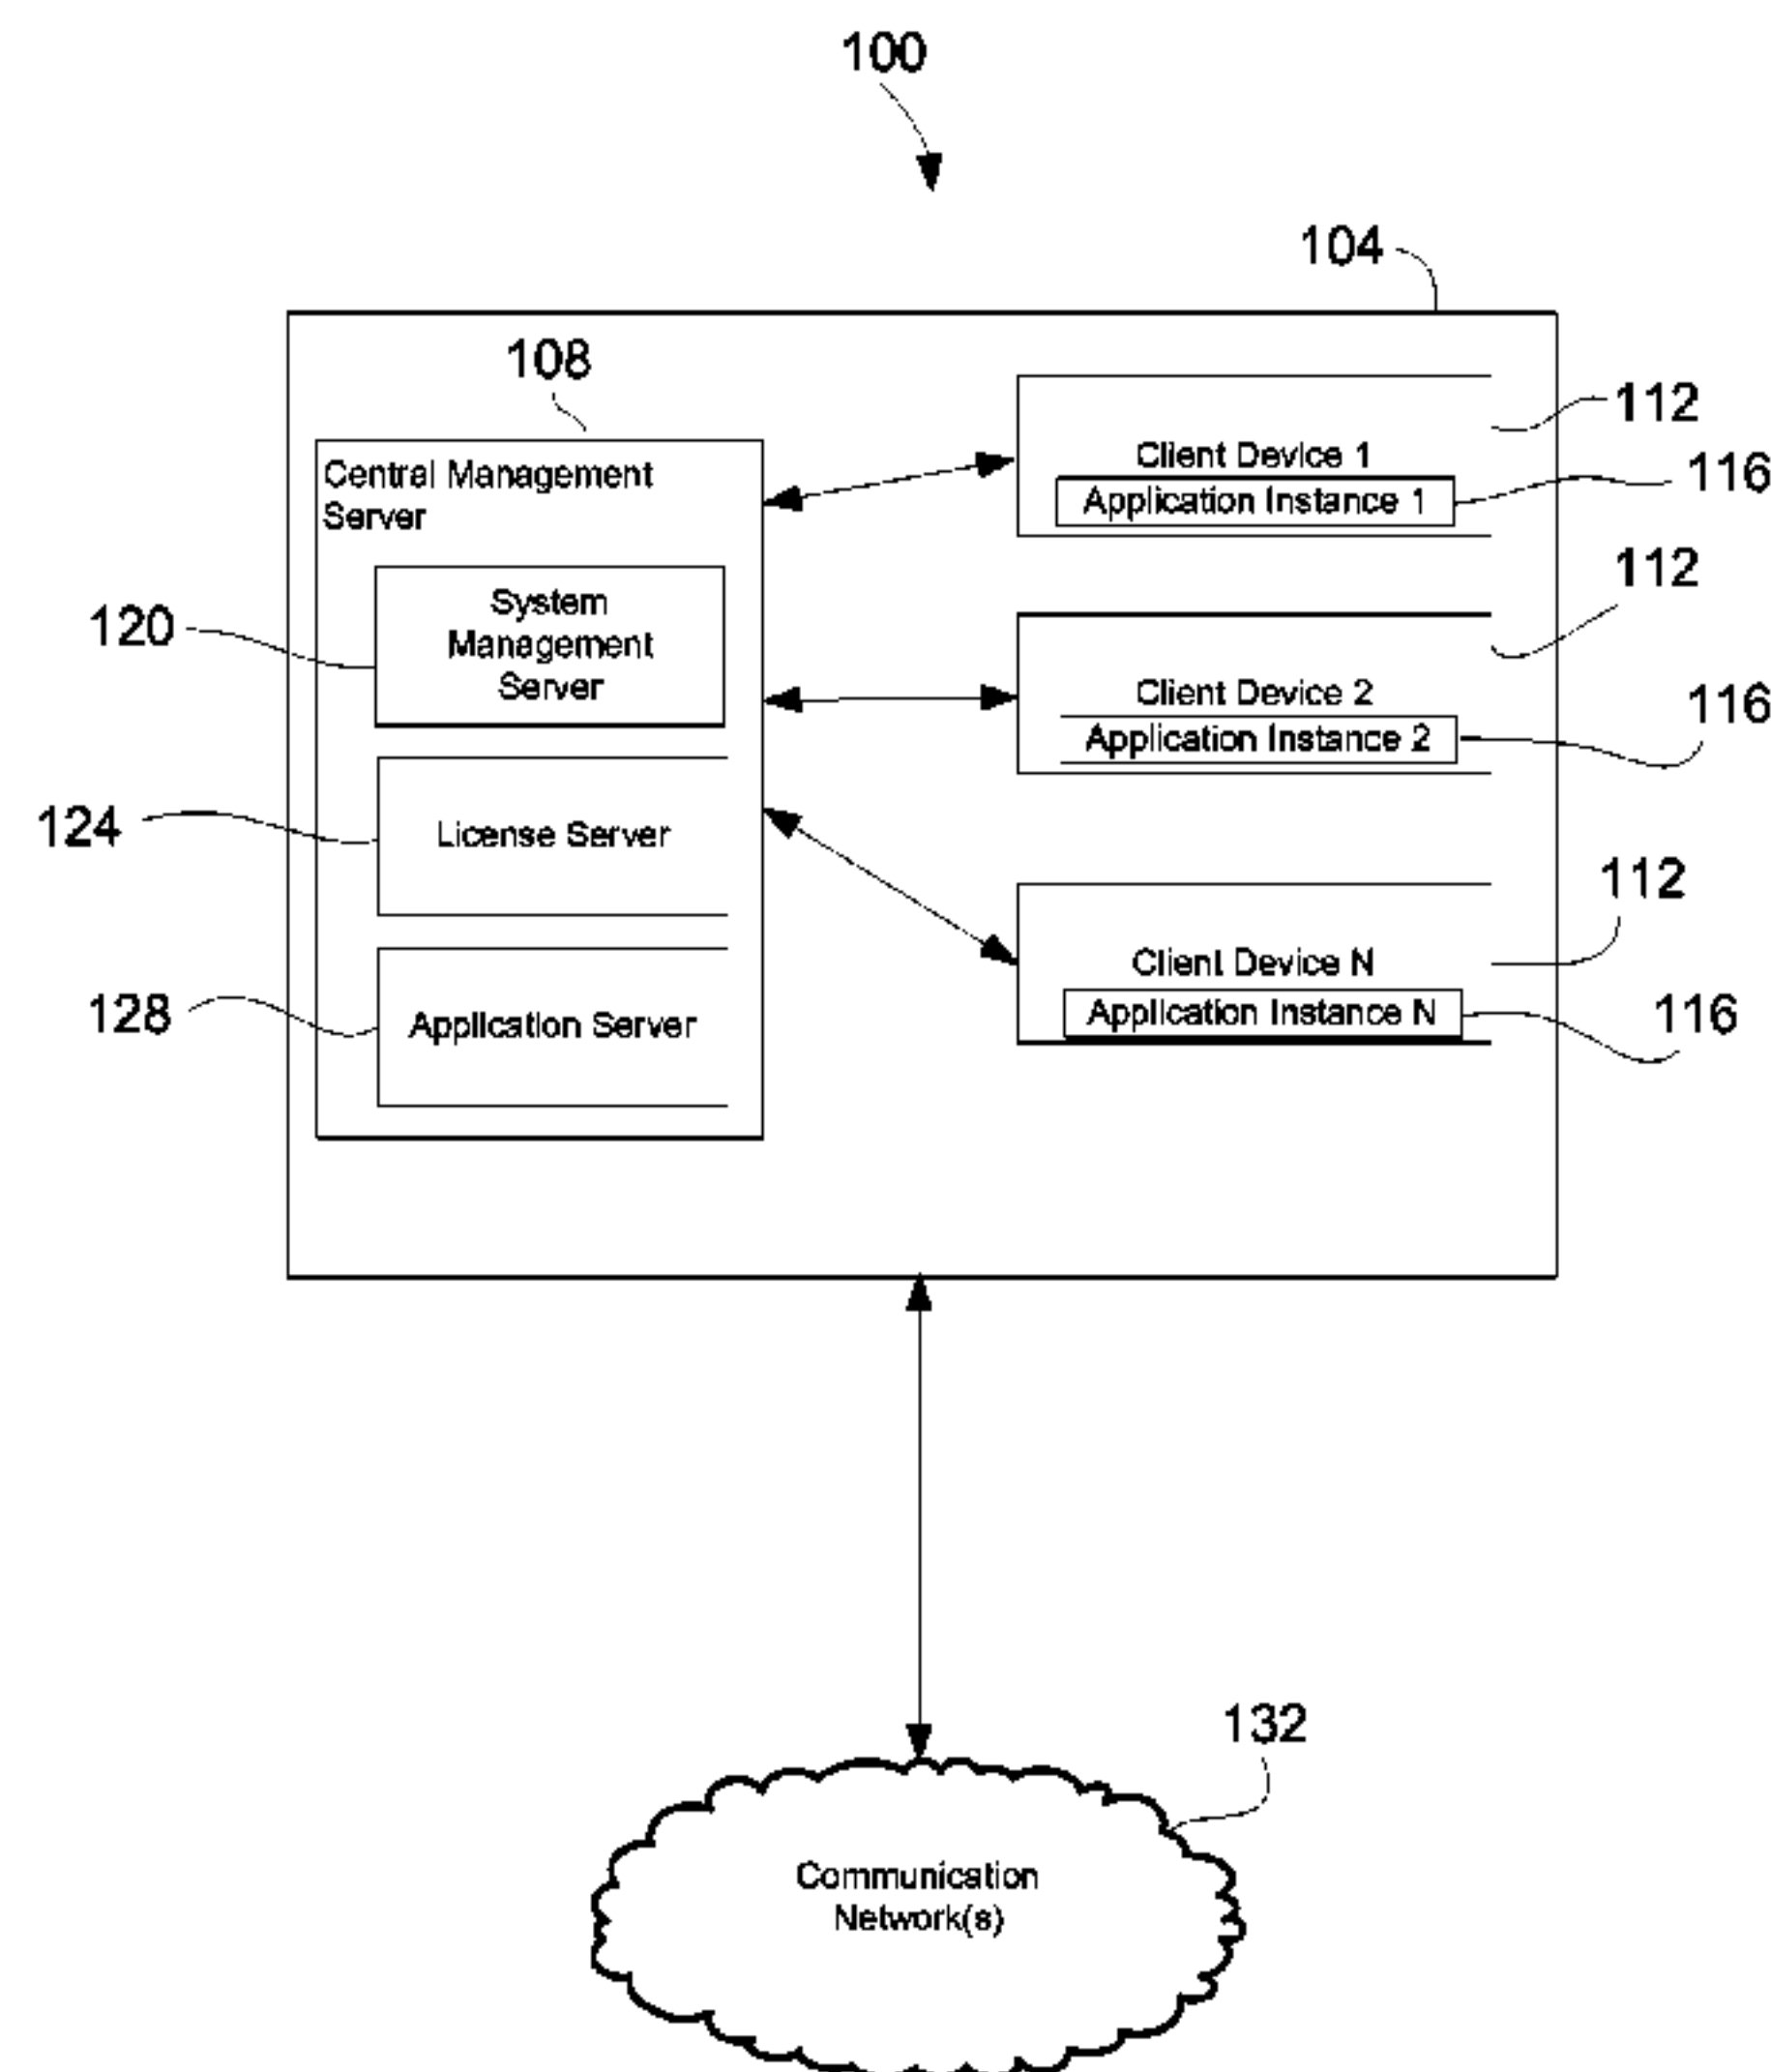 100
104
108
Central Management
Server
System
Management
Server
120
License Server
124
Application Server
128
Client Device 1
Application Instance 1
112
116
Client Device 2
Application Instance 2
112
116
Client Device N
Application Instance N
112
116
132
Communication
Network(s)